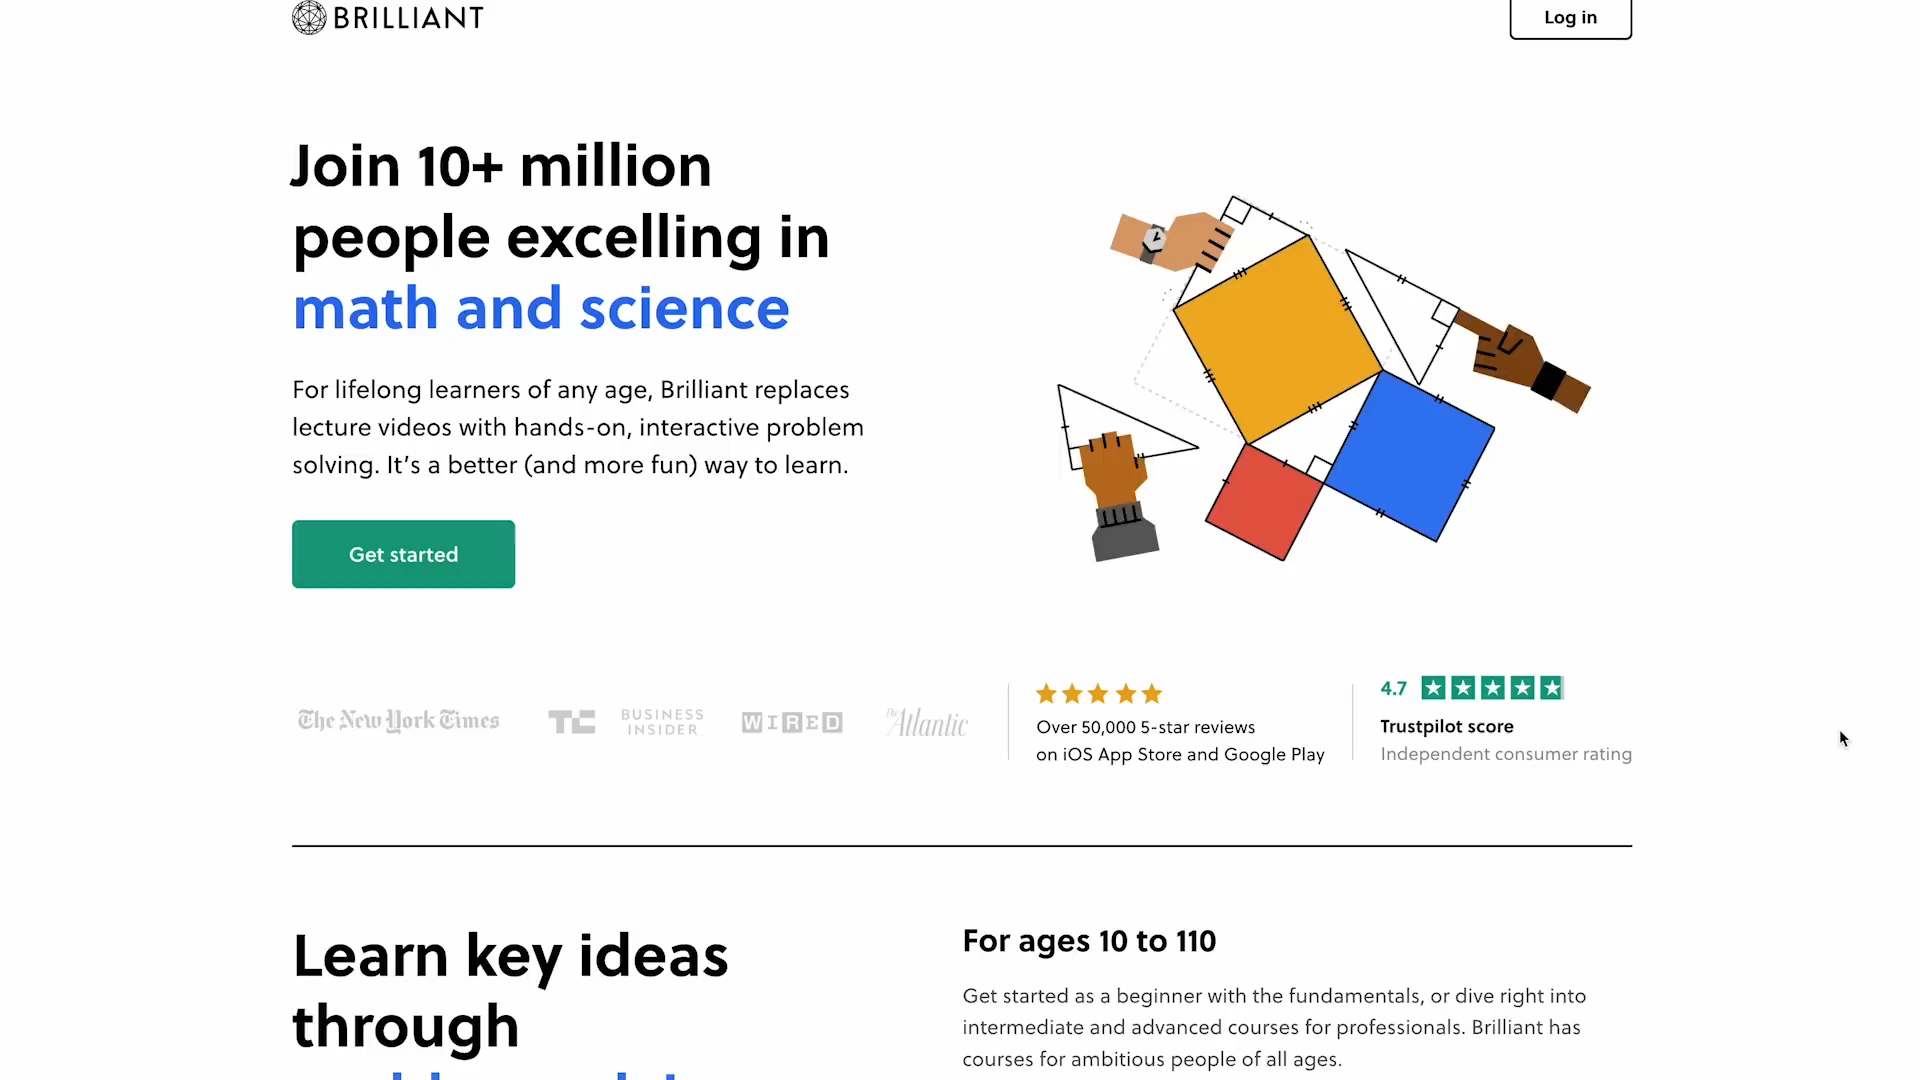 BRILLIANT
Log in
Join 10+ million
people excelling in
math and science
For lifelong learners of any age, Brilliant replaces
lecture videos with hands-on, interactive problem
solving. It’s a better (and more fun) way to learn.
Get started
The New York Times
TC
BUSINESS
INSIDER
WIRED
The Atlantic
Over 50,000 5-star reviews
on iOS App Store and Google Play
4.7
Trustpilot score
Independent consumer rating
Learn key ideas
through
For ages 10 to 110
Get started as a beginner with the fundamentals, or dive right into
intermediate and advanced courses for professionals. Brilliant has
courses for ambitious people of all ages.